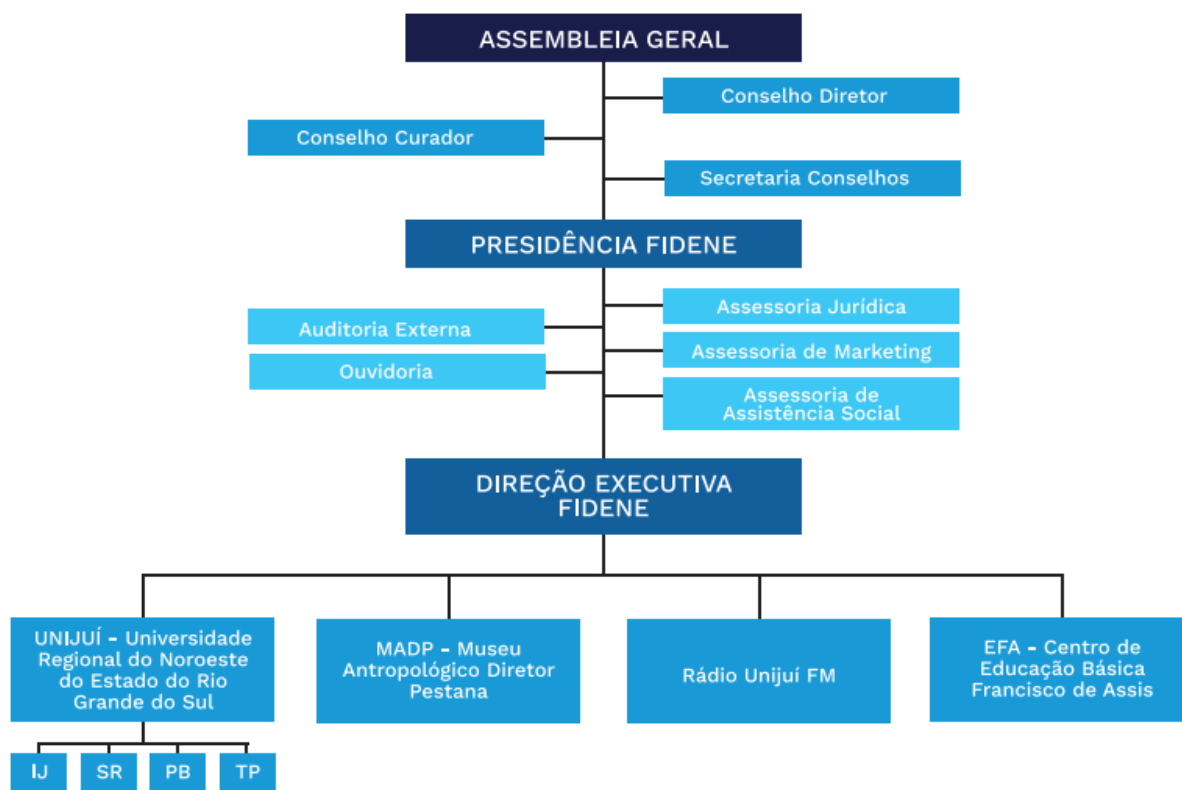 ASSEMBLEIA GERAL
Conselho Diretor
Conselho Curador
Secretaria Conselhos
PRESIDÊNCIA FIDENE
Assessoria Jurídica
Auditoria Externa
Assessoria de Marketing
Ouvidoria
Assessoria de
Assistência Social
DIREÇÃO EXECUTIVA
FIDENE
UNIJUÍ - Universidade
Regional do Noroeste
do Estado do Rio
Grande do Sul
MADP - Museu
Antropológico Diretor
Pestana
Rádio Unijuí FM
EFA - Centro de
Educação Básica
Francisco de Assis
IJ
SR
PB
TP